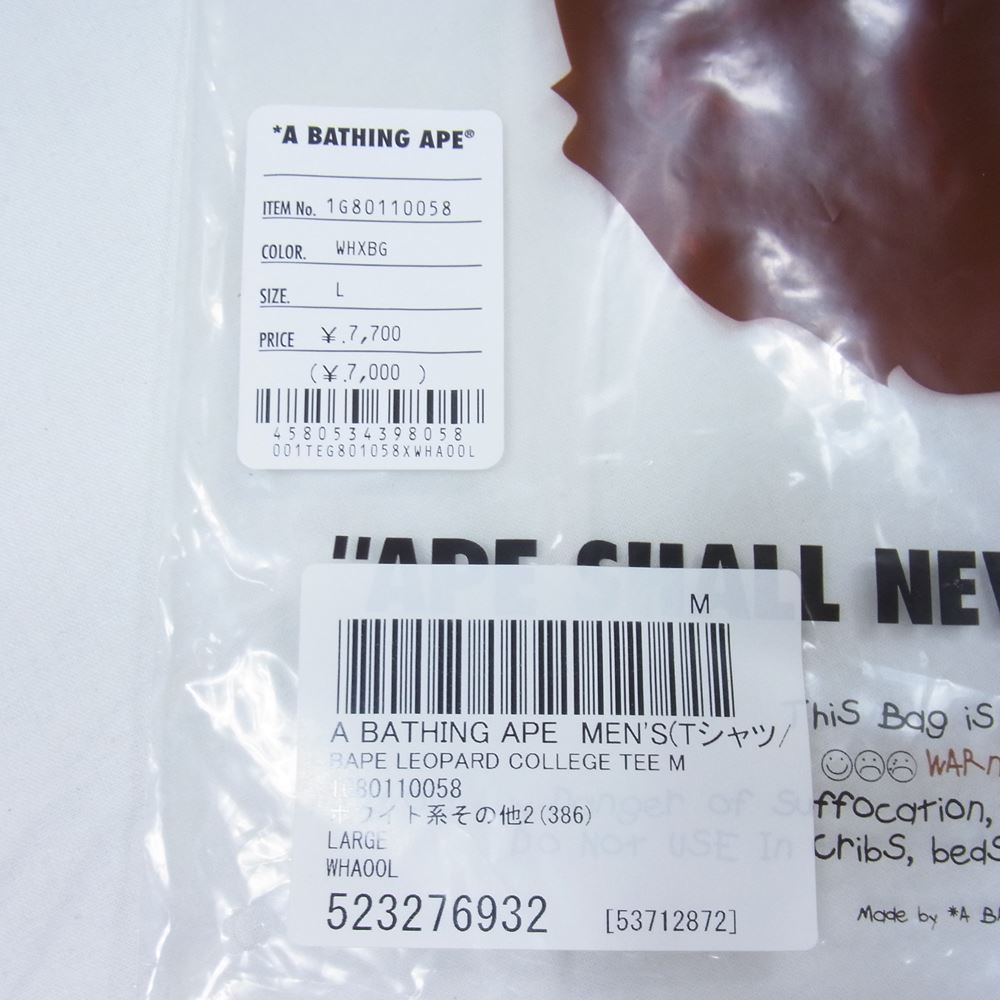 *A BATHING APE®
ITEM No. 1G80110058
COLOR. WHXBG
SIZE. L
PRICE ¥.7,700
(¥.7,000 )
4580534398058
001TEG801058XWHA00L
"APE SHALL NEV
M
A BATHING APE MEN'S(Tシャツ/
BAPE LEOPARD COLLEGE TEE M
1G80110058
ホワイト系その他2(386)
LARGE
WHA00L
523276932 [53712872]
This Bag is
WARN
Danger of Suffocation,
Do Not USE In Cribs, beds
Made by *A BA